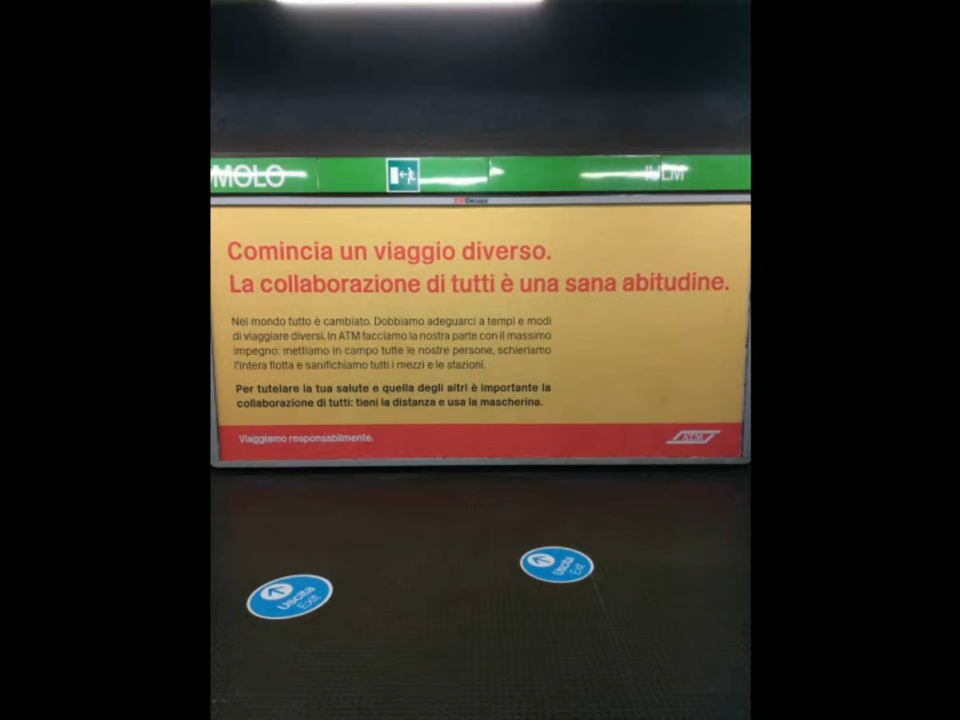 MOLO
IULM
Comincia un viaggio diverso.
La collaborazione di tutti è una sana abitudine.
Nel mondo tutto è cambiato. Dobbiamo adeguarci a tempi e modi
di viaggiare diversi. In ATM facciamo la nostra parte con il massimo
impegno: mettiamo in campo tutte le nostre persone, schieriamo
l'intera flotta e sanifichiamo tutti i mezzi e le stazioni.
Per tutelare la tua salute e quella degli altri è importante la
collaborazione di tutti: tieni la distanza e usa la mascherina.
Viaggiamo responsabilmente.
ATM
Uscita
Exit
Uscita
Exit